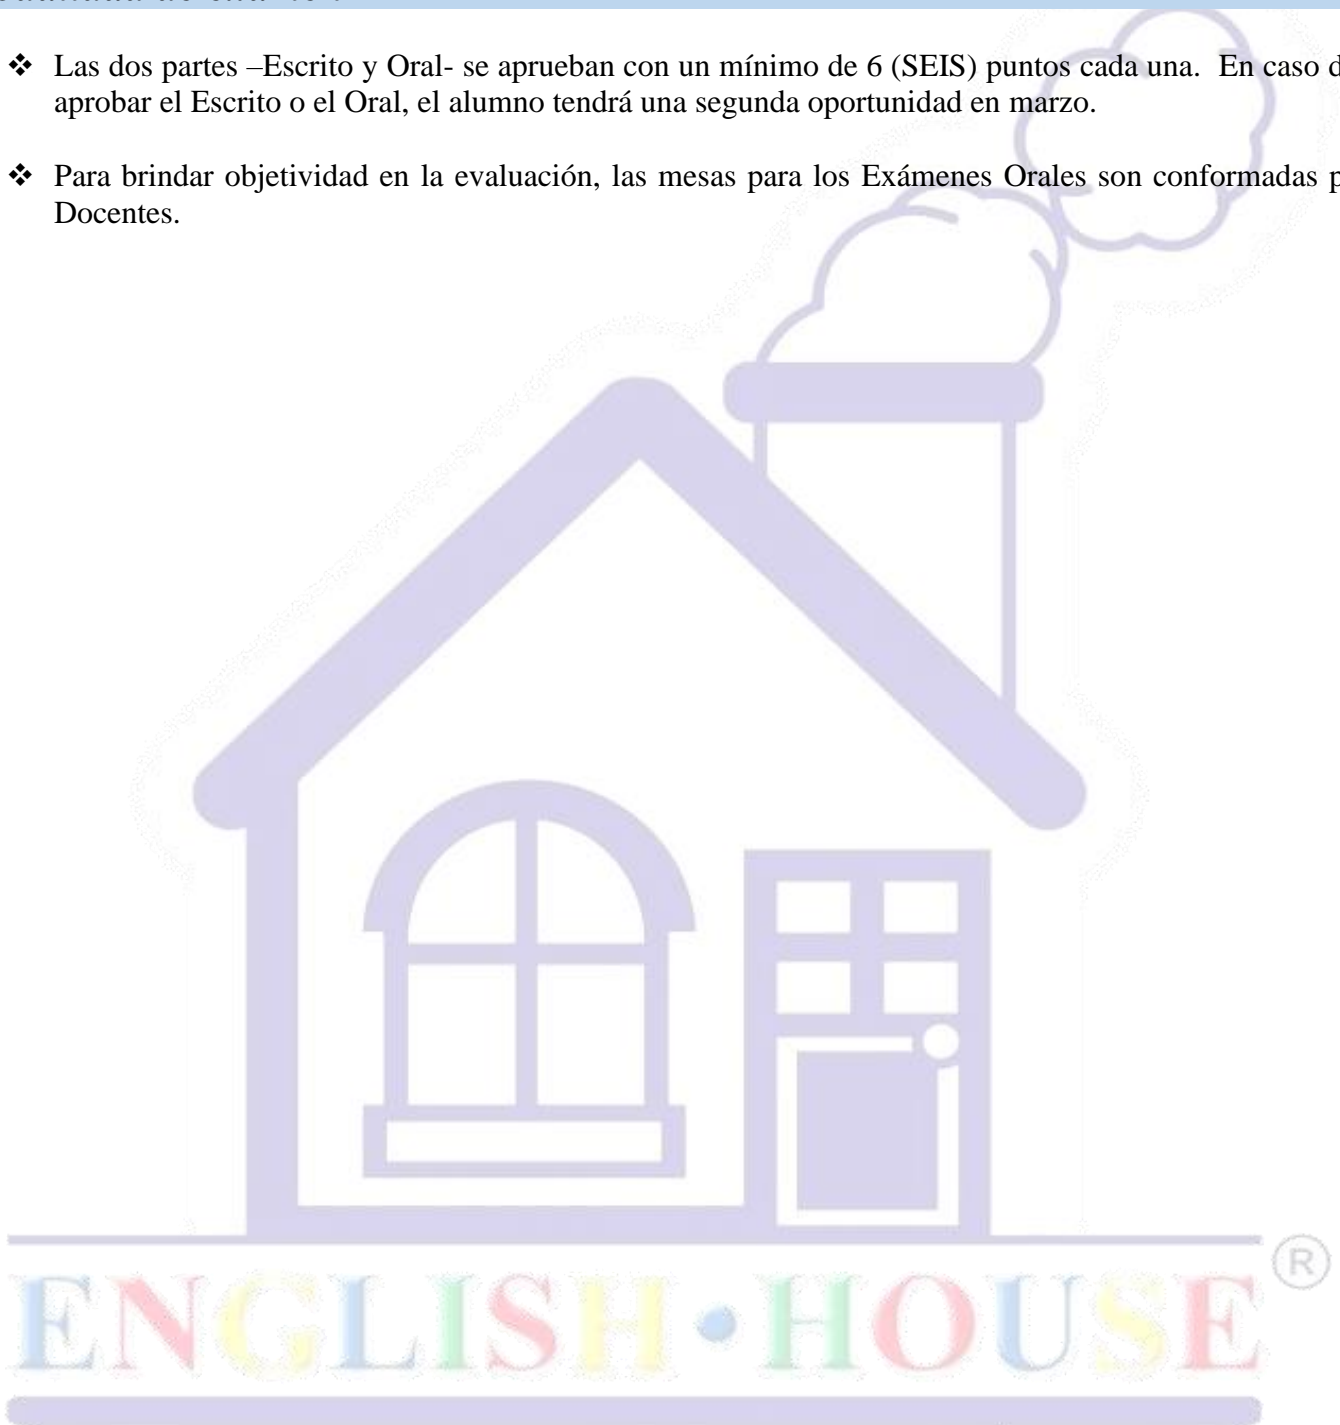 ❖ Las dos partes –Escrito y Oral- se aprueban con un mínimo de 6 (SEIS) puntos cada una. En caso d
aprobar el Escrito o el Oral, el alumno tendrá una segunda oportunidad en marzo.
❖ Para brindar objetividad en la evaluación, las mesas para los Exámenes Orales son conformadas p
Docentes.
ENGLISH•HOUSE®